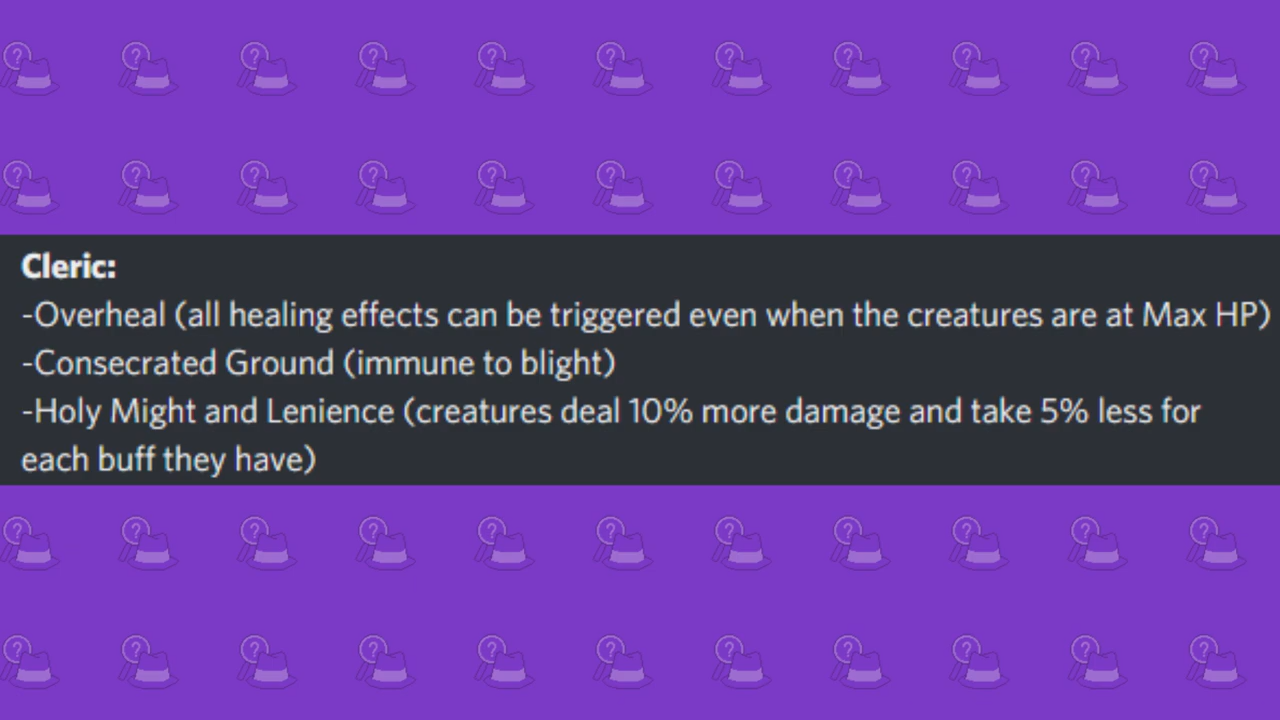 Cleric:
-Overheal (all healing effects can be triggered even when the creatures are at Max HP)
-Consecrated Ground (immune to blight)
-Holy Might and Lenience (creatures deal 10% more damage and take 5% less for
each buff they have)